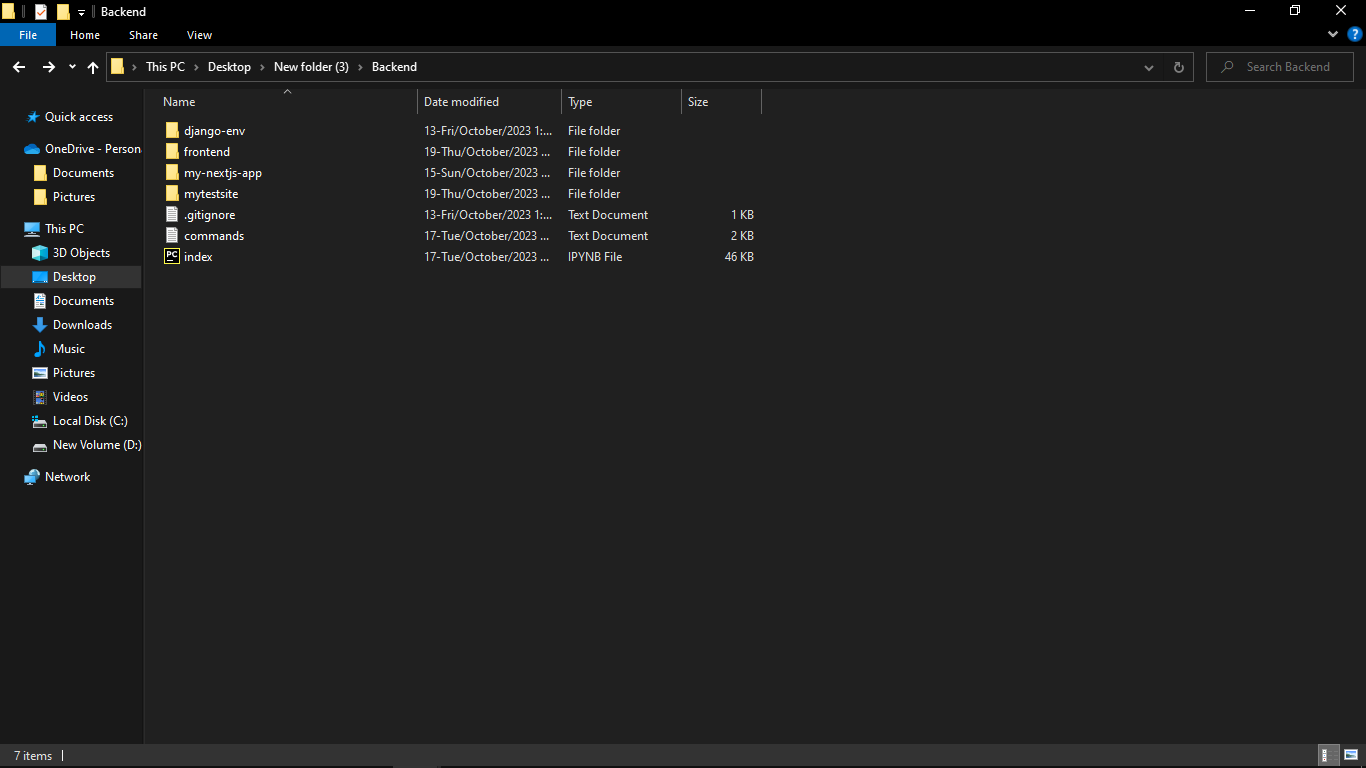 Backend
File Home Share View
This PC Desktop New folder (3) Backend Search Backend
Name Date modified Type Size
Quick access
OneDrive - Person
Documents
Pictures
This PC
3D Objects
Desktop
Documents
Downloads
Music
Pictures
Videos
Local Disk (C:)
New Volume (D:)
Network
django-env 13-Fri/October/2023 1:... File folder
frontend 19-Thu/October/2023 ... File folder
my-nextjs-app 15-Sun/October/2023 ... File folder
mytestsite 19-Thu/October/2023 ... File folder
.gitignore 13-Fri/October/2023 1:... Text Document 1 KB
commands 17-Tue/October/2023 ... Text Document 2 KB
PC index 17-Tue/October/2023 ... IPYNB File 46 KB
7 items